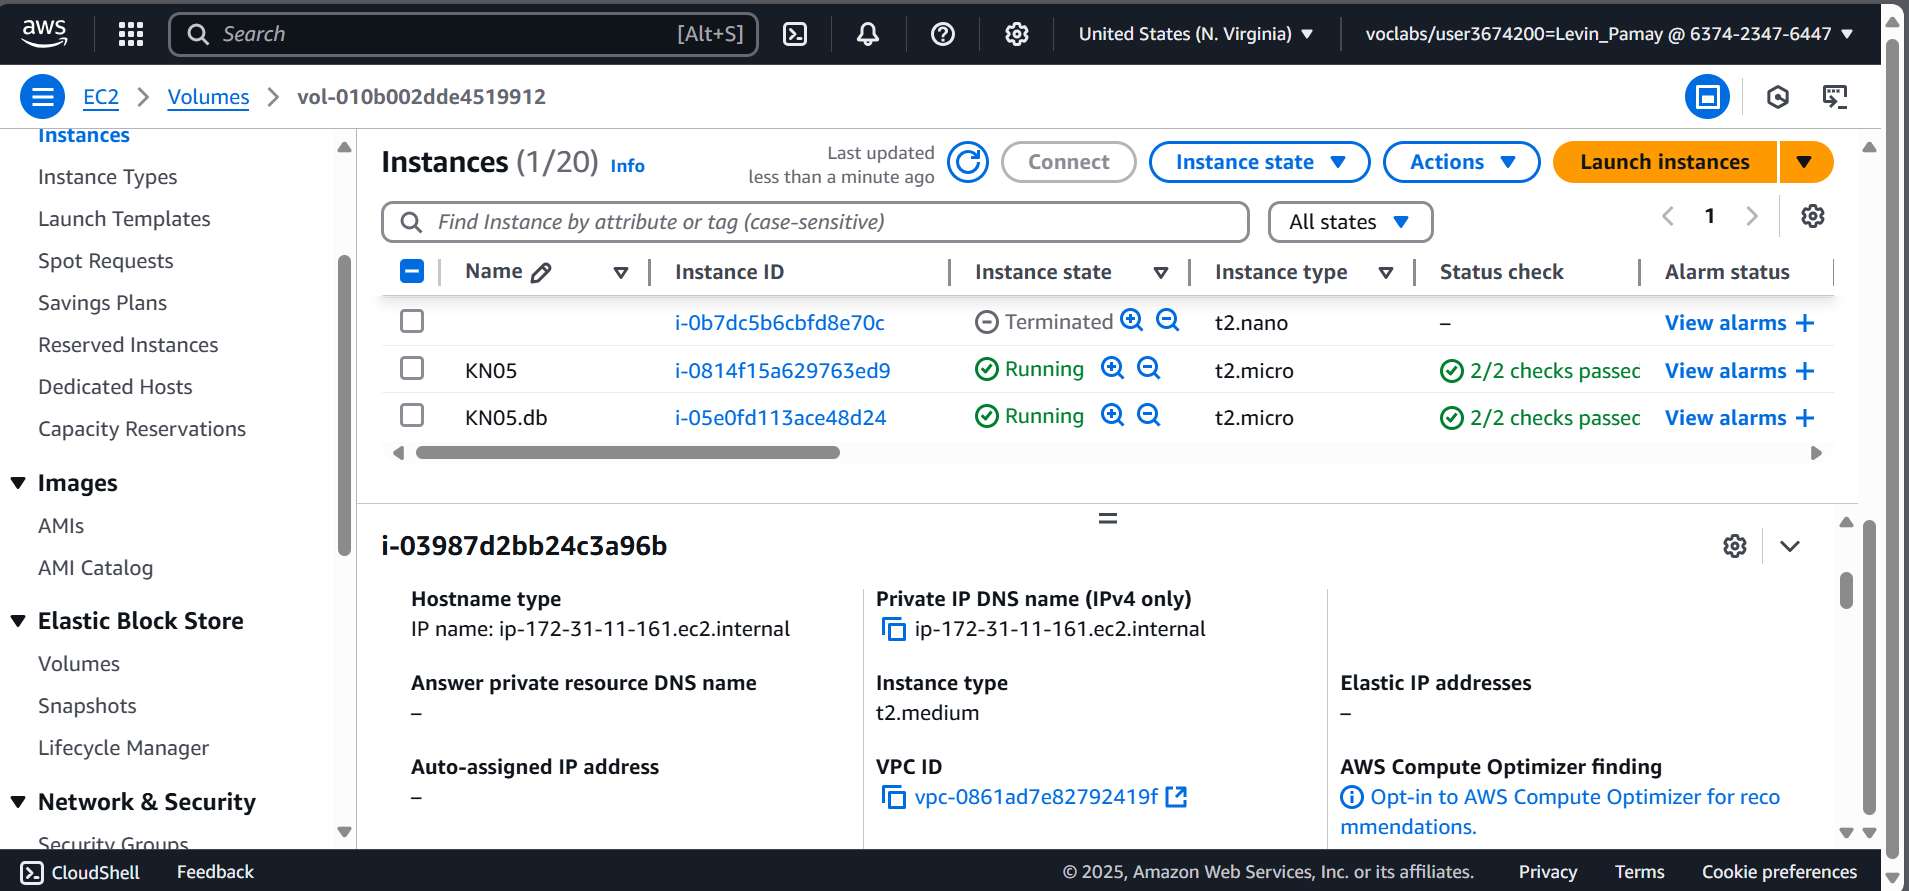 aws
Search [Alt+S]
United States (N. Virginia)
voclabs/user3674200=Levin_Pamay @ 6374-2347-6447
EC2 Volumes vol-010b002dde4519912
Instances
Instance Types
Launch Templates
Spot Requests
Savings Plans
Reserved Instances
Dedicated Hosts
Capacity Reservations
Images
AMIs
AMI Catalog
Elastic Block Store
Volumes
Snapshots
Lifecycle Manager
Network & Security
Security Groups
Instances (1/20) Info
Last updated
less than a minute ago
Connect
Instance state
Actions
Launch instances
Find Instance by attribute or tag (case-sensitive)
All states
1
Name Instance ID Instance state Instance type Status check Alarm status
i-0b7dc5b6cbfd8e70c Terminated t2.nano – View alarms +
KN05 i-0814f15a629763ed9 Running t2.micro 2/2 checks passec View alarms +
KN05.db i-05e0fd113ace48d24 Running t2.micro 2/2 checks passec View alarms +
i-03987d2bb24c3a96b
Hostname type
IP name: ip-172-31-11-161.ec2.internal
Private IP DNS name (IPv4 only)
ip-172-31-11-161.ec2.internal
Answer private resource DNS name
–
Instance type
t2.medium
Elastic IP addresses
–
Auto-assigned IP address
–
VPC ID
vpc-0861ad7e82792419f
AWS Compute Optimizer finding
Opt-in to AWS Compute Optimizer for reco
mmendations.
CloudShell Feedback © 2025, Amazon Web Services, Inc. or its affiliates. Privacy Terms Cookie preferences